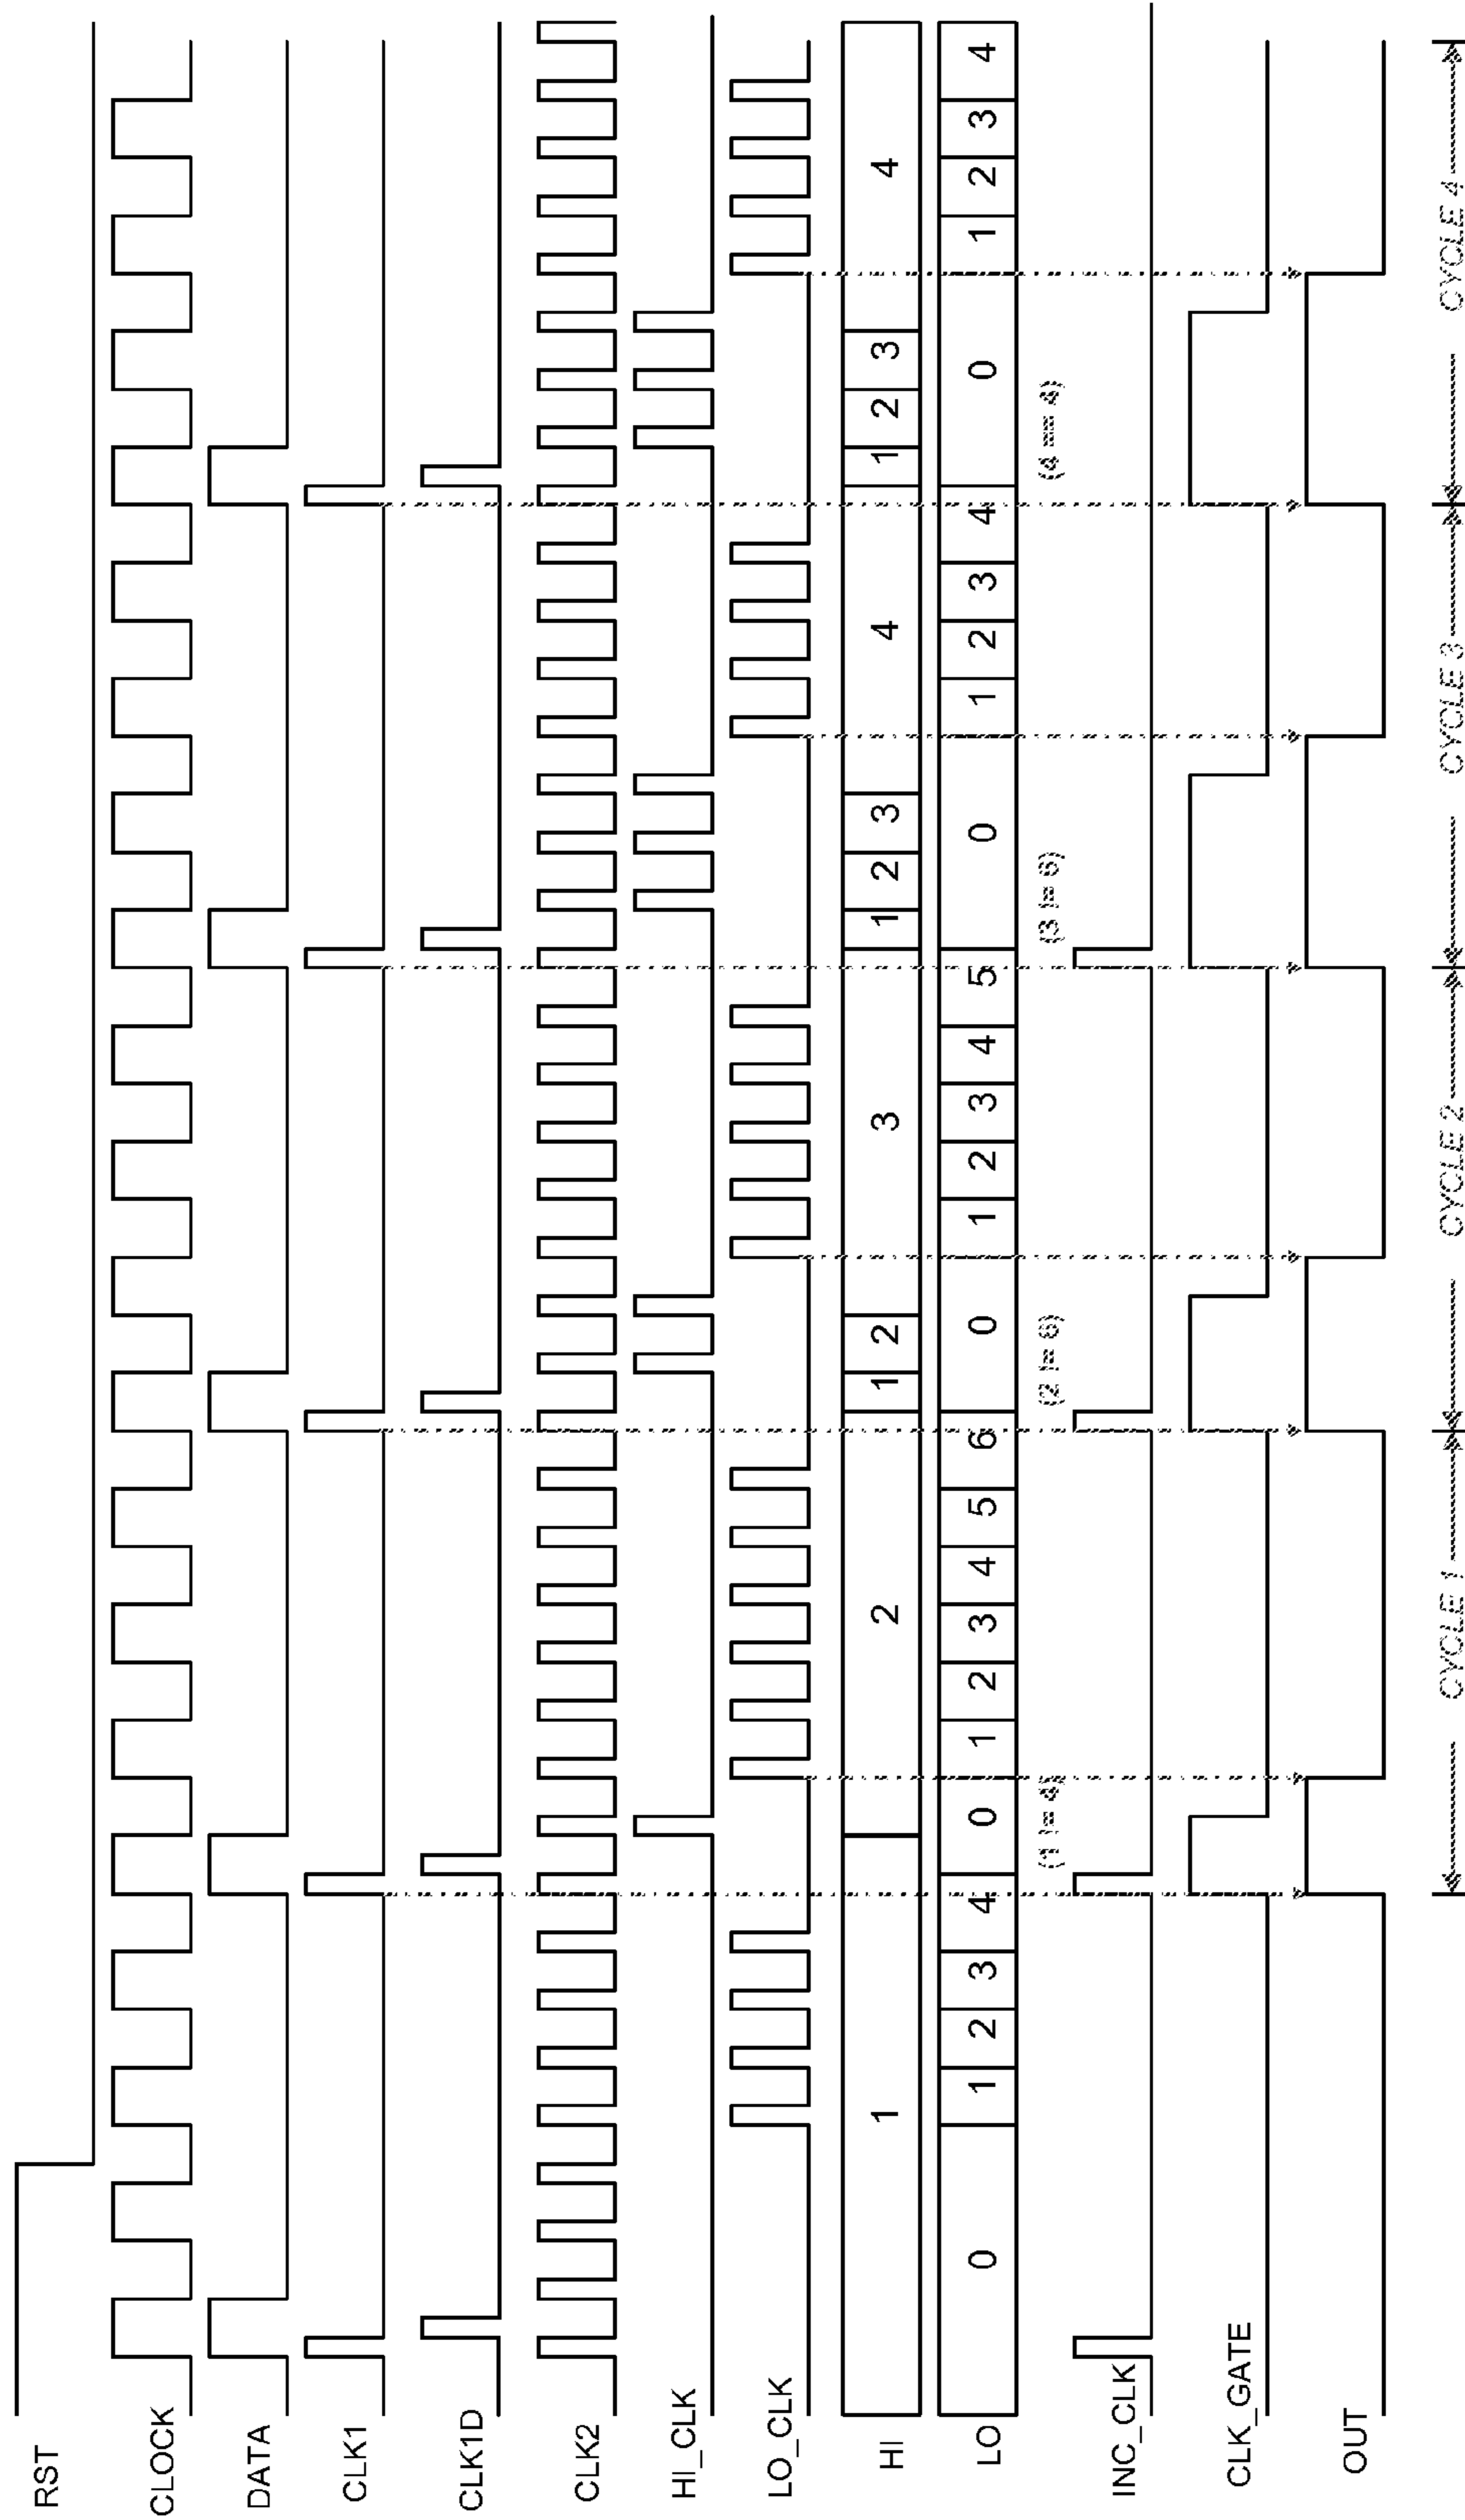 RST
CLOCK
DATA
CLK1
CLK1D
CLK2
HI_CLK
LO_CLK
HI 1 2 1 2 3 1 2 3 4 1 2 3 4
LO 0 1 2 3 4 0 1 2 3 4 5 6 0 1 2 3 4 5 0 1 2 3 4 0 1 2 3 4
(1 != 4) (2 != 6) (3 != 5) (4 == 4)
INC_CLK
CLK_GATE
OUT
CYCLE 1 CYCLE 2 CYCLE 3 CYCLE 4